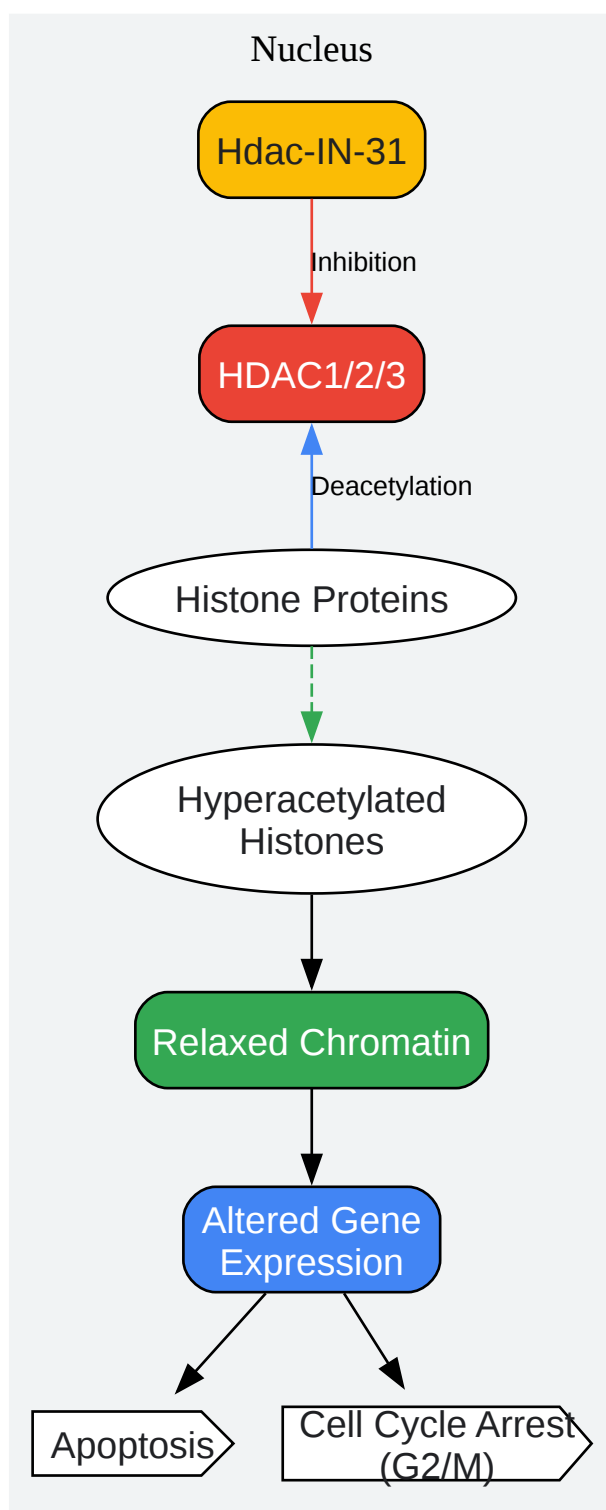 Nucleus
Hdac-IN-31
Inhibition
HDAC1/2/3
Deacetylation
Histone Proteins
Hyperacetylated
Histones
Relaxed Chromatin
Altered Gene
Expression
Apoptosis
Cell Cycle Arrest
(G2/M)